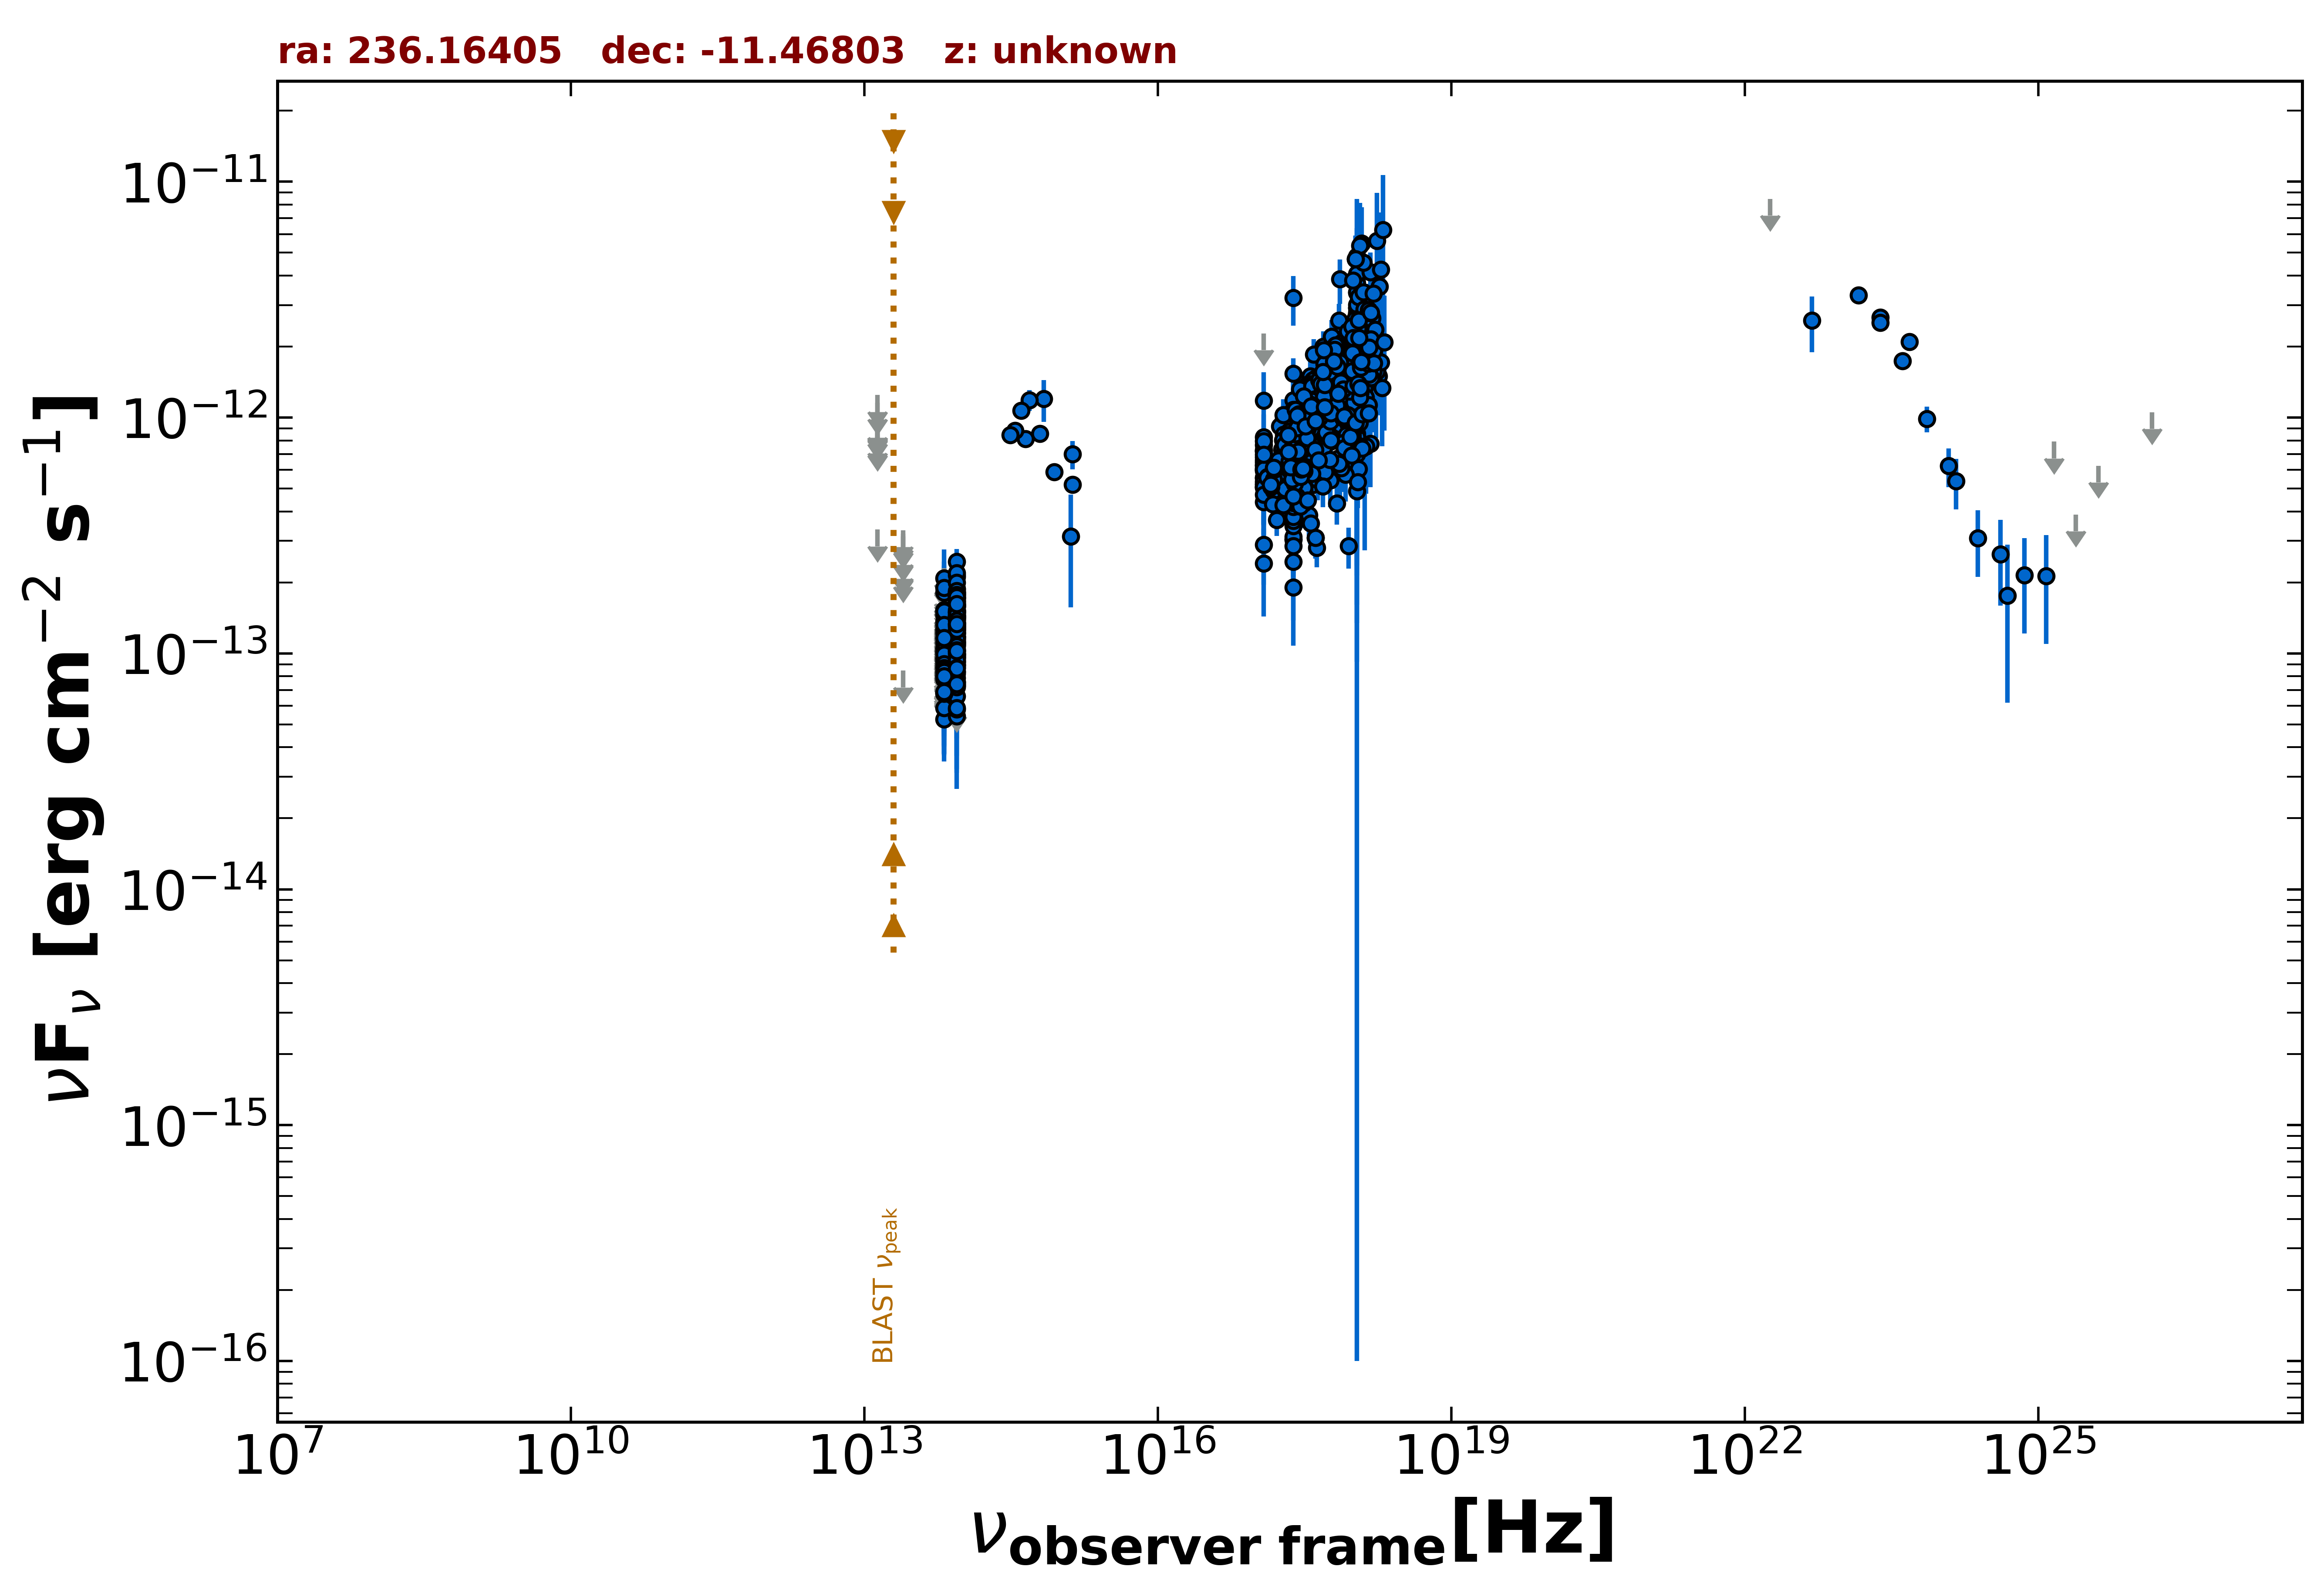 ra: 236.16405 dec: -11.46803 z: unknown
νFν [erg cm−2 s−1]
10−11
10−12
10−13
10−14
10−15
10−16
BLAST νpeak
107 1010 1013 1016 1019 1022 1025
νobserver frame[Hz]